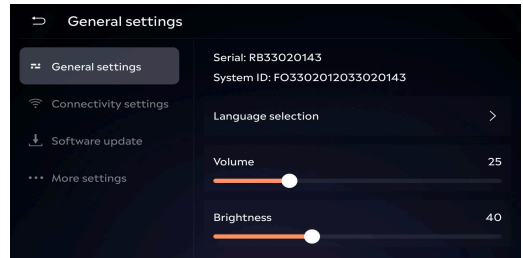 General settings
General settings
Connectivity settings
Software update
More settings
Serial: RB33020143
System ID: FO3302012033020143
Language selection
Volume 25
Brightness 40